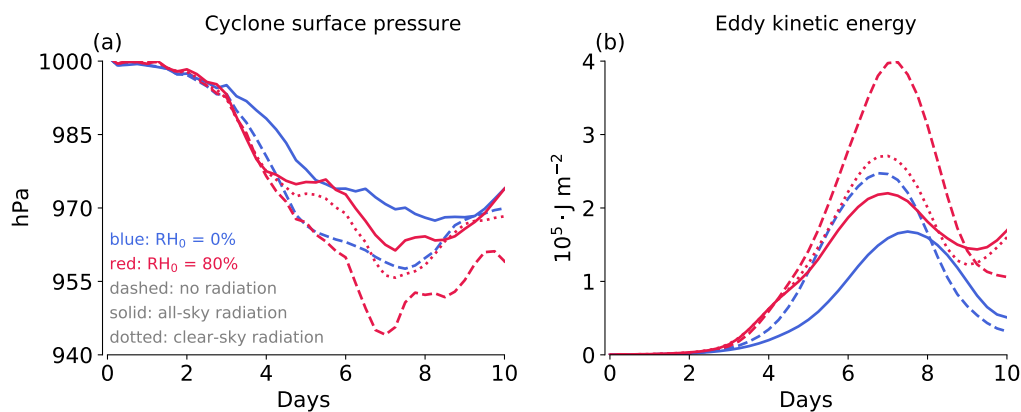 Cyclone surface pressure
(a)
1000
985
970
955
940
hPa
blue: RH₀ = 0%
red: RH₀ = 80%
dashed: no radiation
solid: all-sky radiation
dotted: clear-sky radiation
0 2 4 6 8 10
Days
Eddy kinetic energy
(b)
4
3
2
1
0
10⁵ · J m⁻²
0 2 4 6 8 10
Days